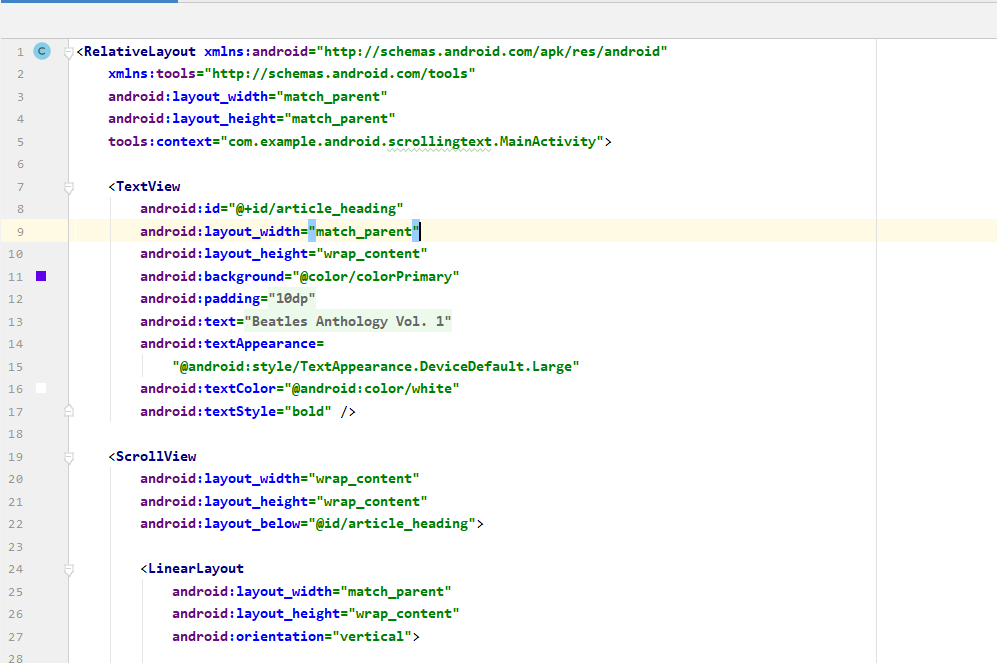 1 C <RelativeLayout xmlns:android="http://schemas.android.com/apk/res/android"
2 xmlns:tools="http://schemas.android.com/tools"
3 android:layout_width="match_parent"
4 android:layout_height="match_parent"
5 tools:context="com.example.android.scrollingtext.MainActivity">
6
7 <TextView
8 android:id="@+id/article_heading"
9 android:layout_width="match_parent"
10 android:layout_height="wrap_content"
11 android:background="@color/colorPrimary"
12 android:padding="10dp"
13 android:text="Beatles Anthology Vol. 1"
14 android:textAppearance=
15 "@android:style/TextAppearance.DeviceDefault.Large"
16 android:textColor="@android:color/white"
17 android:textStyle="bold" />
18
19 <ScrollView
20 android:layout_width="wrap_content"
21 android:layout_height="wrap_content"
22 android:layout_below="@id/article_heading">
23
24 <LinearLayout
25 android:layout_width="match_parent"
26 android:layout_height="wrap_content"
27 android:orientation="vertical">
28